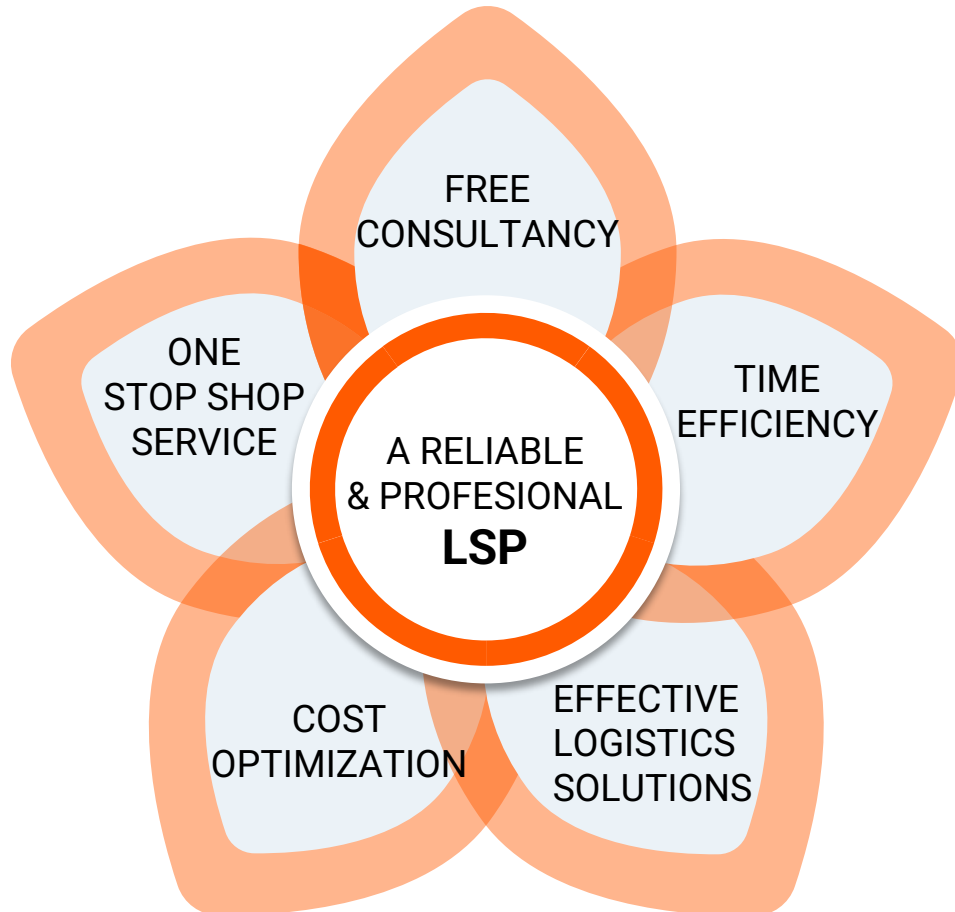 FREE
CONSULTANCY
ONE
STOP SHOP
SERVICE
TIME
EFFICIENCY
A RELIABLE
& PROFESIONAL
LSP
COST
OPTIMIZATION
EFFECTIVE
LOGISTICS
SOLUTIONS